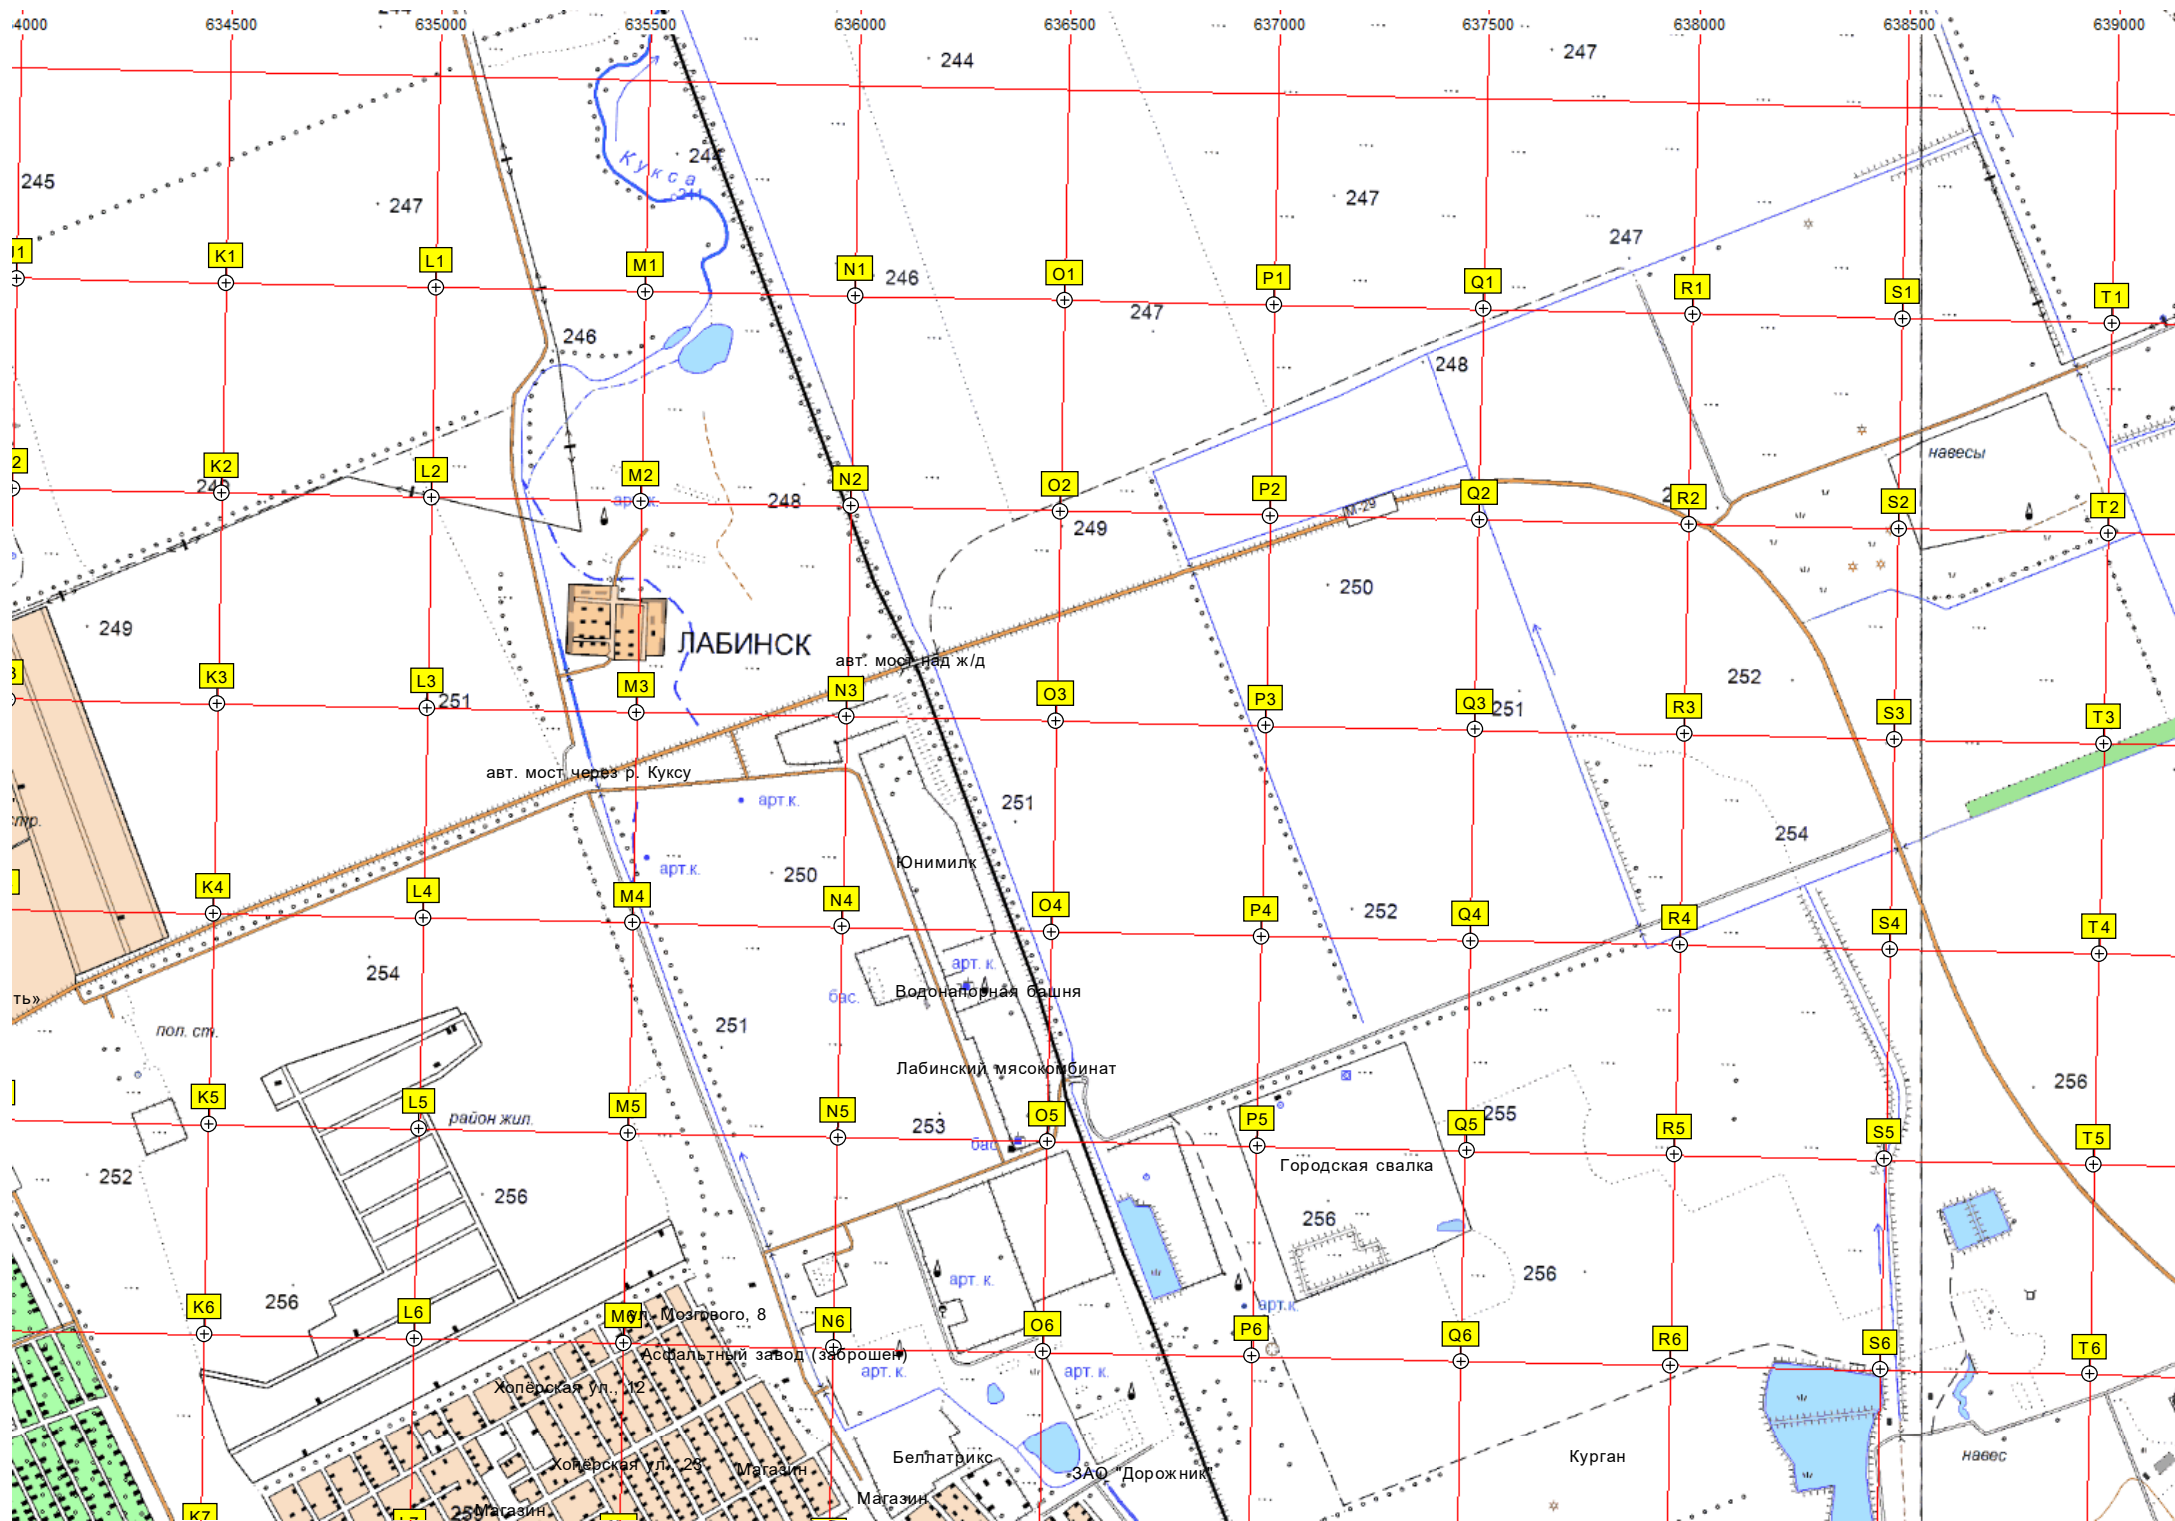 634500 635000 635500 636000 636500 637000 637500 638000 638500 639000
244 247
244
245 247 247
Кукса
247
K1 L1 M1 N1 O1 P1 Q1 R1 S1 T1
246
247
246
248
навесы
K2 L2 M2 N2 O2 P2 Q2 R2 S2 T2
248
249
М-29
250
249
ЛАБИНСК
авт. мост над ж/д
252
K3 L3 M3 N3 O3 P3 Q3 R3 S3 T3
251
251
авт. мост через р. Куксу
арт.к.
251
254
стр.
Юнимилк
арт.к.
250
252
K4 L4 M4 N4 O4 P4 Q4 R4 S4 T4
254
арт. к.
бас.
Водонапорная башня
ть»
пол. ст.
251
Лабинский мясокомбинат
256
K5 L5 M5 N5 O5 P5 Q5 R5 S5 T5
район жил.
253
255
бас.
Городская свалка
252
256
256
256
арт. к.
256
арт.к.
K6 L6 M6 N6 O6 P6 Q6 R6 S6 T6
ул. Мозгового, 8
Асфальтный завод (заброшен)
арт. к. арт. к.
Хопёрская ул., 12
Беллатрикс
Курган
навес
Хопёрская ул., 23
Магазин
ЗАО "Дорожник"
Магазин
Магазин
K7